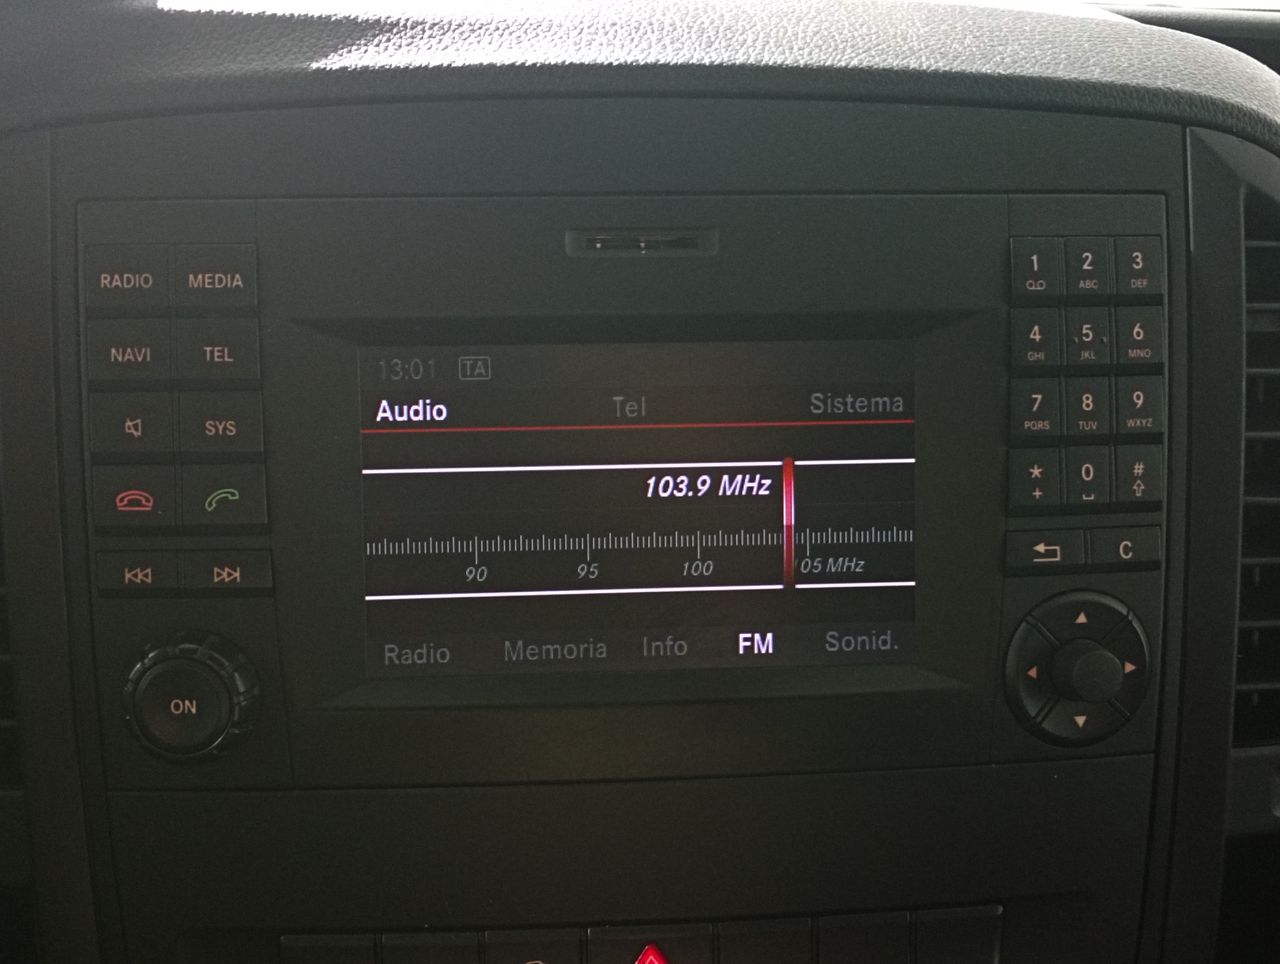 RADIO MEDIA
NAVI TEL
SYS
ON
13:01 TA
Audio Tel Sistema
103.9 MHz
90 95 100 05 MHz
Radio Memoria Info FM Sonid.
1 2 3
ABC DEF
4 5 6
GHI JKL MNO
7 8 9
PQRS TUV WXYZ
* 0 #
+
C